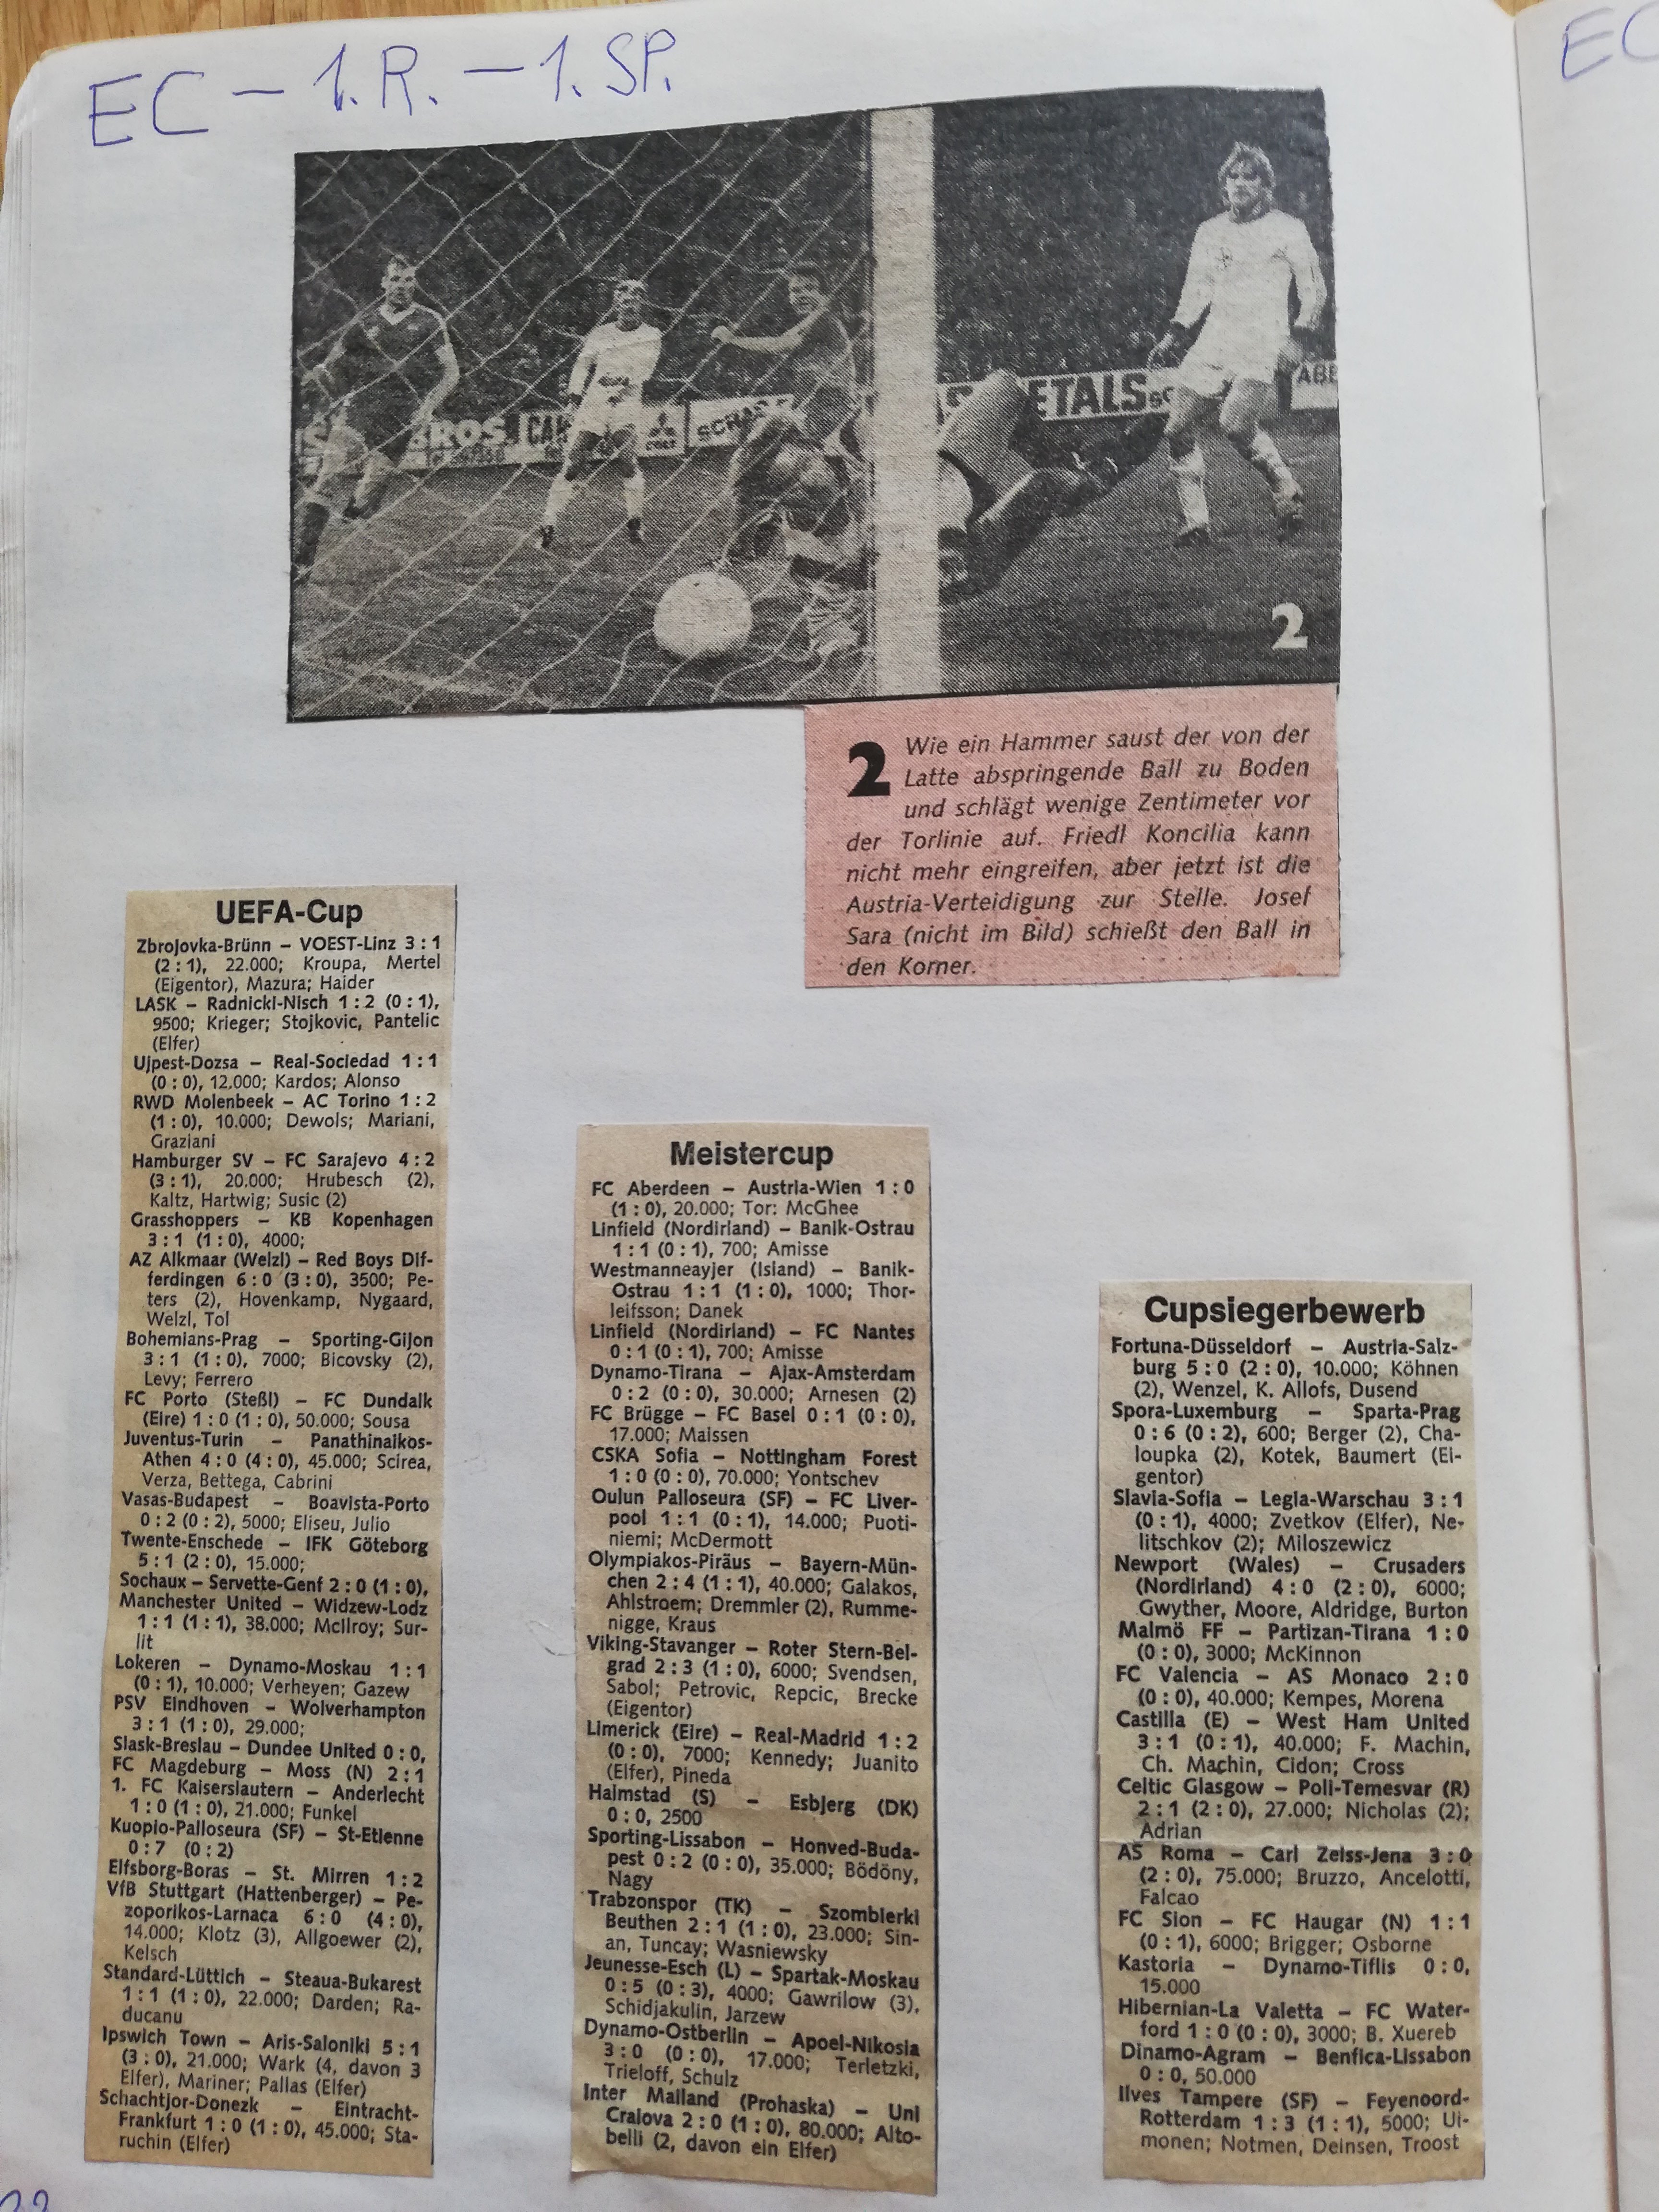 EC - 1.R. - 1.SP.
EC
BROS.
SCHA
ETALS
ABE
2
2 Wie ein Hammer saust der von der
Latte abspringende Ball zu Boden
und schlägt wenige Zentimeter vor
der Torlinie auf. Friedl Koncilia kann
nicht mehr eingreifen, aber jetzt ist die
Austria-Verteidigung zur Stelle. Josef
Sara (nicht im Bild) schießt den Ball in
den Korner.
UEFA-Cup
Zbrojovka-Brünn – VOEST-Linz 3:1
(2:1), 22.000; Kroupa, Mertel
(Eigentor), Mazura; Haider
LASK – Radnicki-Nisch 1:2 (0:1),
9500; Krieger; Stojkovic, Pantelic
(Elfer)
Ujpest-Dozsa – Real-Sociedad 1:1
(0:0), 12.000; Kardos; Alonso
RWD Molenbeek – AC Torino 1:2
(1:0), 10.000; Dewols; Mariani,
Graziani
Hamburger SV – FC Sarajevo 4:2
(3:1), 20.000; Hrubesch (2),
Kaltz, Hartwig; Susic (2)
Grasshoppers – KB Kopenhagen
3:1 (1:0), 4000;
AZ Alkmaar (Welzl) – Red Boys Dif-
ferdingen 6:0 (3:0), 3500; Pe-
ters (2), Hovenkamp, Nygaard,
Welzl, Tol
Bohemians-Prag – Sporting-Gijon
3:1 (1:0), 7000; Bicovsky (2),
Levy; Ferrero
FC Porto (Steßl) – FC Dundalk
(Eire) 1:0 (1:0), 50.000; Sousa
Juventus-Turin – Panathinaikos-
Athen 4:0 (4:0), 45.000; Scirea,
Verza, Bettega, Cabrini
Vasas-Budapest – Boavista-Porto
0:2 (0:2), 5000; Eliseu, Julio
Twente-Enschede – IFK Göteborg
5:1 (2:0), 15.000;
Sochaux – Servette-Genf 2:0 (1:0),
Manchester United – Widzew-Lodz
1:1 (1:1), 38.000; McIlroy; Sur-
lit
Lokeren – Dynamo-Moskau 1:1
(0:1), 10.000; Verheyen; Gazew
PSV Eindhoven – Wolverhampton
3:1 (1:0), 29.000;
Slask-Breslau – Dundee United 0:0,
FC Magdeburg – Moss (N) 2:1
1. FC Kaiserslautern – Anderlecht
1:0 (1:0), 21.000; Funkel
Kuopio-Palloseura (SF) – St-Etienne
0:7 (0:2)
Elfsborg-Boras – St. Mirren 1:2
VfB Stuttgart (Hattenberger) – Pe-
zoporikos-Larnaca 6:0 (4:0),
14.000; Klotz (3), Allgoewer (2),
Kelsch
Standard-Lüttich – Steaua-Bukarest
1:1 (1:0), 22.000; Darden; Ra-
ducanu
Ipswich Town – Aris-Saloniki 5:1
(3:0), 21.000; Wark (4, davon 3
Elfer), Mariner; Pallas (Elfer)
Schachtjor-Donezk – Eintracht-
Frankfurt 1:0 (1:0), 45.000; Sta-
ruchin (Elfer)
Meistercup
FC Aberdeen – Austria-Wien 1:0
(1:0), 20.000; Tor: McGhee
Linfield (Nordirland) – Banik-Ostrau
1:1 (0:1), 700; Amisse
Westmanneayjer (Island) – Banik-
Ostrau 1:1 (1:0), 1000; Thor-
leifsson; Danek
Linfield (Nordirland) – FC Nantes
0:1 (0:1), 700; Amisse
Dynamo-Tirana – Ajax-Amsterdam
0:2 (0:0), 30.000; Arnesen (2)
FC Brügge – FC Basel 0:1 (0:0),
17.000; Maissen
CSKA Sofia – Nottingham Forest
1:0 (0:0), 70.000; Yontschev
Oulun Palloseura (SF) – FC Liver-
pool 1:1 (0:1), 14.000; Puoti-
niemi; McDermott
Olympiakos-Piräus – Bayern-Mün-
chen 2:4 (1:1), 40.000; Galakos,
Ahlstroem; Dremmler (2), Rumme-
nigge, Kraus
Viking-Stavanger – Roter Stern-Bel-
grad 2:3 (1:0), 6000; Svendsen,
Sabol; Petrovic, Repcic, Brecke
(Eigentor)
Limerick (Eire) – Real-Madrid 1:2
(0:0), 7000; Kennedy; Juanito
(Elfer), Pineda
Halmstad (S) – Esbjerg (DK)
0:0, 2500
Sporting-Lissabon – Honved-Buda-
pest 0:2 (0:0), 35.000; Bödöny,
Nagy
Trabzonspor (TK) – Szombierki
Beuthen 2:1 (1:0), 23.000; Sin-
an, Tuncay; Wasniewsky
Jeunesse-Esch (L) – Spartak-Moskau
0:5 (0:3), 4000; Gawrilow (3),
Schidjakulin, Jarzew
Dynamo-Ostberlin – Apoel-Nikosia
3:0 (0:0), 17.000; Terletzki,
Trieloff, Schulz
Inter Mailand (Prohaska) – Uni
Cralova 2:0 (1:0), 80.000; Alto-
belli (2, davon ein Elfer)
Cupsiegerbewerb
Fortuna-Düsseldorf – Austria-Salz-
burg 5:0 (2:0), 10.000; Köhnen
(2), Wenzel, K. Allofs, Dusend
Spora-Luxemburg – Sparta-Prag
0:6 (0:2), 600; Berger (2), Cha-
loupka (2), Kotek, Baumert (Ei-
gentor)
Slavia-Sofia – Legia-Warschau 3:1
(0:1), 4000; Zvetkov (Elfer), Ne-
litschkov (2); Miloszewicz
Newport (Wales) – Crusaders
(Nordirland) 4:0 (2:0), 6000;
Gwyther, Moore, Aldridge, Burton
Malmö FF – Partizan-Tirana 1:0
(0:0), 3000; McKinnon
FC Valencia – AS Monaco 2:0
(0:0), 40.000; Kempes, Morena
Castilla (E) – West Ham United
3:1 (0:1), 40.000; F. Machin,
Ch. Machin, Cidon; Cross
Celtic Glasgow – Poli-Temesvar (R)
2:1 (2:0), 27.000; Nicholas (2);
Adrian
AS Roma – Carl Zeiss-Jena 3:0
(2:0), 75.000; Bruzzo, Ancelotti,
Falcao
FC Sion – FC Haugar (N) 1:1
(0:1), 6000; Brigger; Osborne
Kastoria – Dynamo-Tiflis 0:0,
15.000
Hibernian-La Valetta – FC Water-
ford 1:0 (0:0), 3000; B. Xuereb
Dinamo-Agram – Benfica-Lissabon
0:0, 50.000
Ilves Tampere (SF) – Feyenoord-
Rotterdam 1:3 (1:1), 5000; Ul-
monen; Notmen, Deinsen, Troost